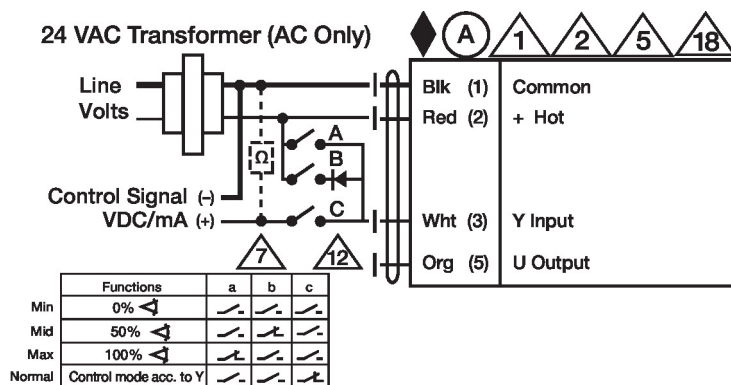 24 VAC Transformer (AC Only)
A 1 2 5 18
Line
Volts
Blk (1) Common
Red (2) + Hot
A
Ω
B
Control Signal (–)
VDC/mA (+)
C
Wht (3) Y Input
7 12
Org (5) U Output
Functions a b c
Min 0%
Mid 50%
Max 100%
Normal Control mode acc. to Y